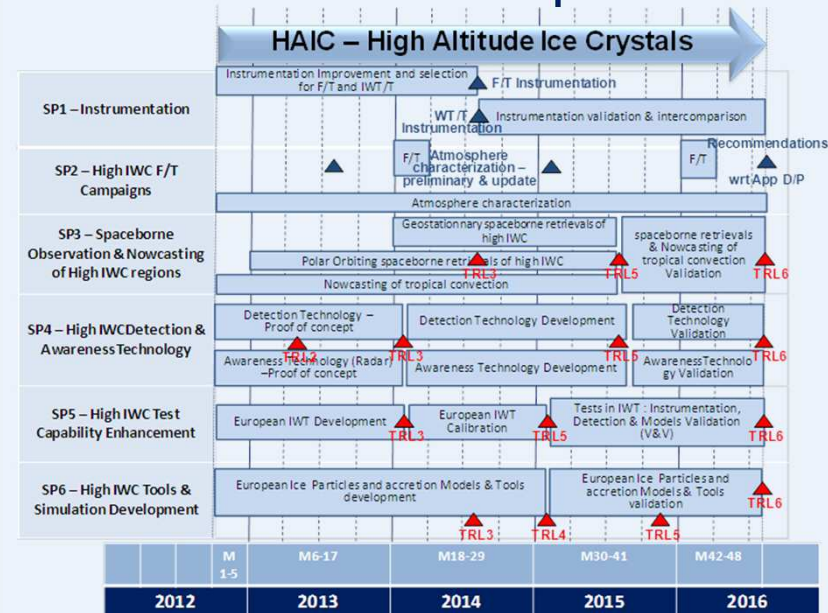 HAIC – High Altitude Ice Crystals
SP1 – Instrumentation
Instrumentation Improvement and selection
for F/T and IWT/T
F/T Instrumentation
WT/T
Instrumentation
Instrumentation validation & intercomparison
SP2 – High IWC F/T
Campaigns
F/T
Atmosphere
characterization –
preliminary & update
F/T
Recommendations
wrt App D/P
Atmosphere characterization
SP3 – Spaceborne
Observation & Nowcasting
of High IWC regions
Geostationnary spaceborne retrievals of
high IWC
Polar Orbiting spaceborne retrievals of high IWC
Nowcasting of tropical convection
spaceborne retrievals
& Nowcasting of
tropical convection
Validation
TRL3
TRL5
TRL6
SP4 – High IWCDetection &
Awareness Technology
Detection Technology –
Proof of concept
Detection Technology Development
Detection
Technology
Validation
TRL2
TRL3
TRL5
TRL6
Awareness Technology (Radar)
–Proof of concept
Awareness Technology Development
AwarenessTechnolo
gy Validation
SP5 – High IWC Test
Capability Enhancement
European IWT Development
European IWT
Calibration
Tests in IWT : Instrumentation,
Detection & Models Validation
(V&V)
TRL3
TRL5
TRL6
SP6 – High IWC Tools &
Simulation Development
European Ice Particles and accretion Models & Tools
development
European Ice Particles and
accretion Models & Tools
validation
TRL6
TRL3
TRL4
TRL5
M
1-5
M6-17
M18-29
M30-41
M42-48
2012
2013
2014
2015
2016